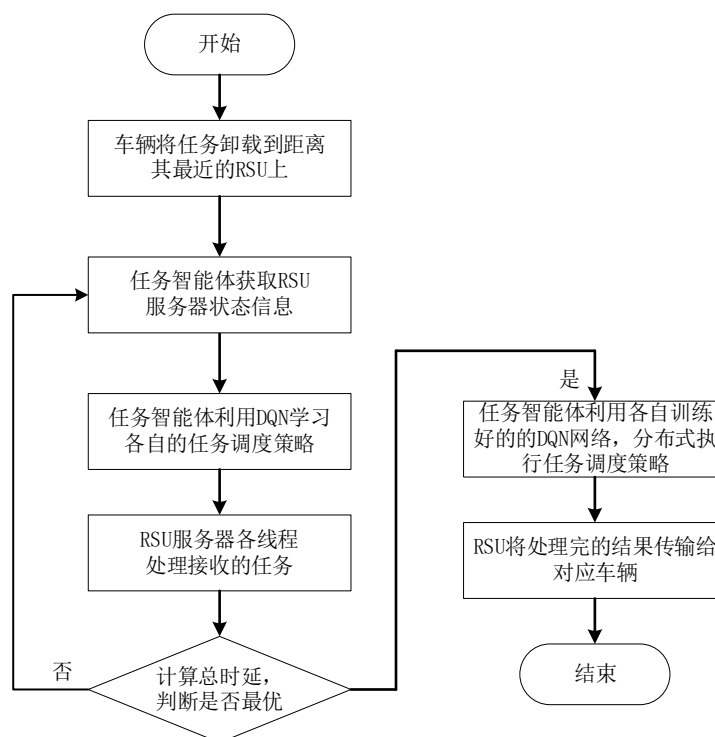 开始
车辆将任务卸载到距离
其最近的RSU上
任务智能体获取RSU
服务器状态信息
任务智能体利用DQN学习
各自的任务调度策略
RSU服务器各线程
处理接收的任务
计算总时延，
判断是否最优
否
是
任务智能体利用各自训练
好的的DQN网络，分布式执
行任务调度策略
RSU将处理完的结果传输给
对应车辆
结束